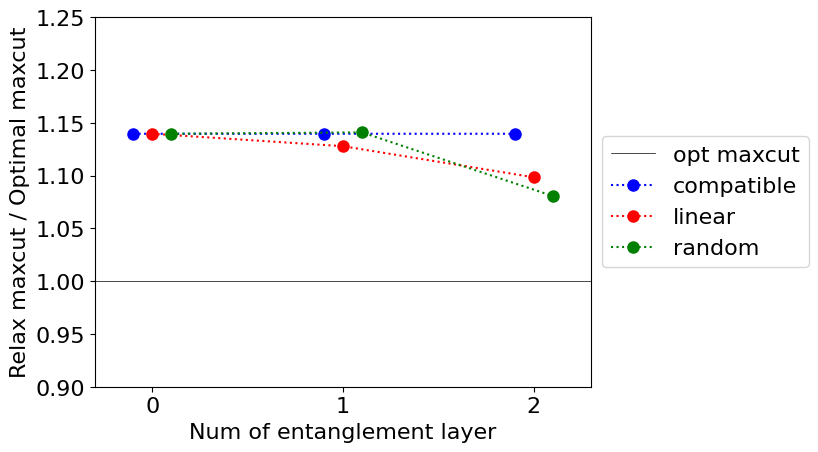 Relax maxcut / Optimal maxcut
1.25
1.20
1.15
1.10
1.05
1.00
0.95
0.90
0 1 2
Num of entanglement layer
opt maxcut
compatible
linear
random